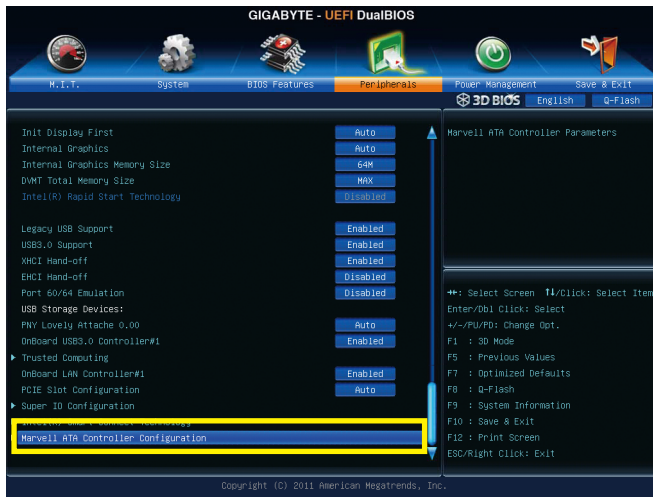 GIGABYTE - UEFI DualBIOS
M.I.T. System BIOS Features Peripherals Power Management Save & Exit
3D BIOS English Q-Flash
Init Display First Auto
Internal Graphics Auto
Internal Graphics Memory Size 64M
DVMT Total Memory Size MAX
Intel(R) Rapid Start Technology Disabled
Legacy USB Support Enabled
USB3.0 Support Enabled
XHCI Hand-off Enabled
EHCI Hand-off Disabled
Port 60/64 Emulation Disabled
USB Storage Devices:
PNY Lovely Attache 0.00 Auto
OnBoard USB3.0 Controller#1 Enabled
Trusted Computing
OnBoard LAN Controller#1 Enabled
PCIE Slot Configuration Auto
Super IO Configuration
Intel(R) Smart Connect Technology
Marvell ATA Controller Configuration
Marvell ATA Controller Parameters
→←: Select Screen ↑↓/Click: Select Item
Enter/Dbl Click: Select
+/-/PU/PD: Change Opt.
F1 : 3D Mode
F5 : Previous Values
F7 : Optimized Defaults
F8 : Q-Flash
F9 : System Information
F10 : Save & Exit
F12 : Print Screen
ESC/Right Click: Exit
Copyright (C) 2011 American Megatrends, Inc.